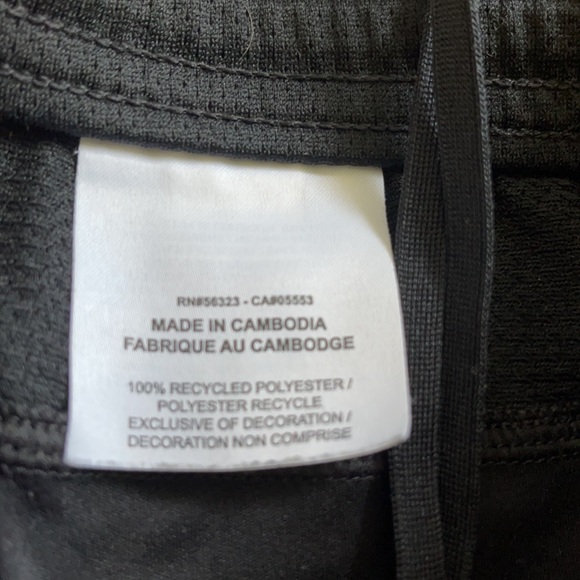 RN#56323 - CA#05553
MADE IN CAMBODIA
FABRIQUE AU CAMBODGE
100% RECYCLED POLYESTER /
POLYESTER RECYCLE
EXCLUSIVE OF DECORATION /
DECORATION NON COMPRISE